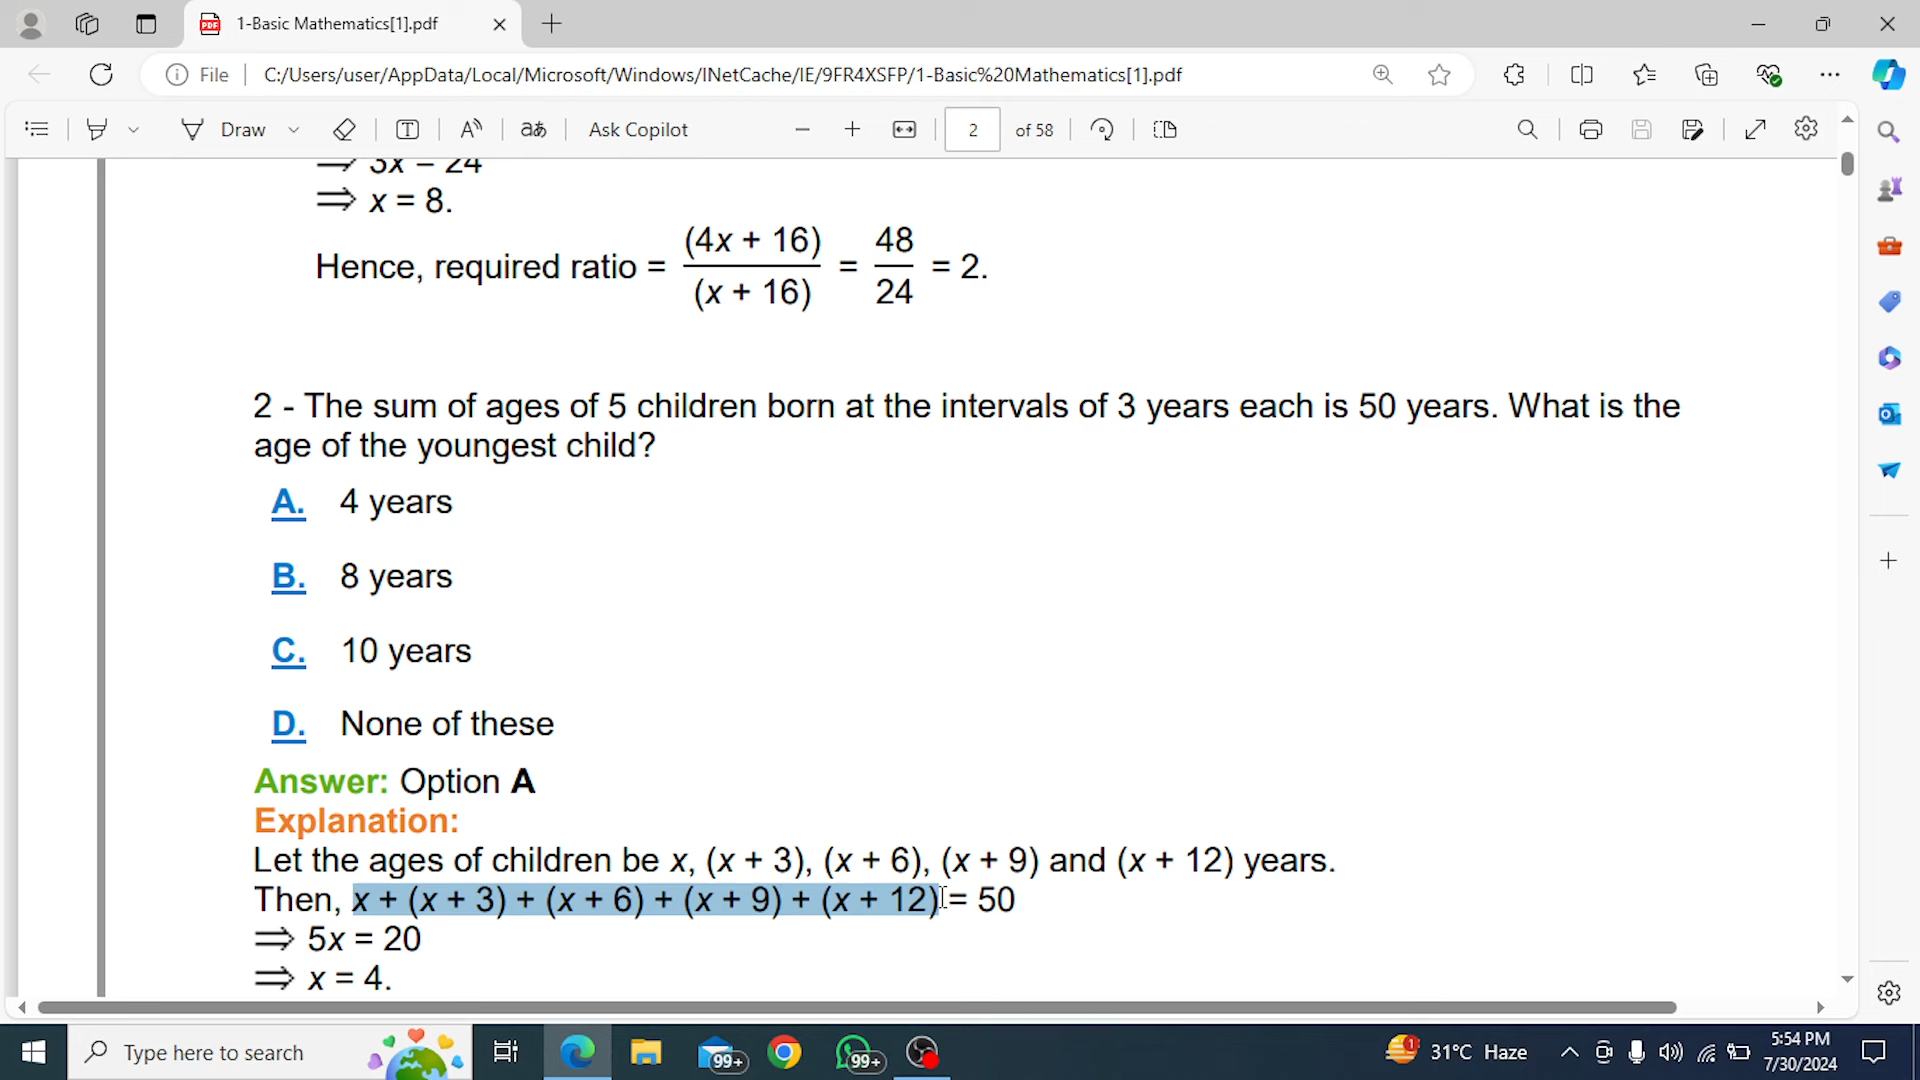 1-Basic Mathematics[1].pdf
File
C:/Users/user/AppData/Local/Microsoft/Windows/INetCache/IE/9FR4XSFP/1-Basic%20Mathematics[1].pdf
Draw
Ask Copilot
2 of 58
⇒ 3x = 24
⇒ x = 8.
Hence, required ratio = (4x + 16) / (x + 16) = 48 / 24 = 2.
2 - The sum of ages of 5 children born at the intervals of 3 years each is 50 years. What is the
age of the youngest child?
A. 4 years
B. 8 years
C. 10 years
D. None of these
Answer: Option A
Explanation:
Let the ages of children be x, (x + 3), (x + 6), (x + 9) and (x + 12) years.
Then, x + (x + 3) + (x + 6) + (x + 9) + (x + 12) = 50
⇒ 5x = 20
⇒ x = 4.
Type here to search
99+
99+
1
31°C Haze
5:54 PM
7/30/2024